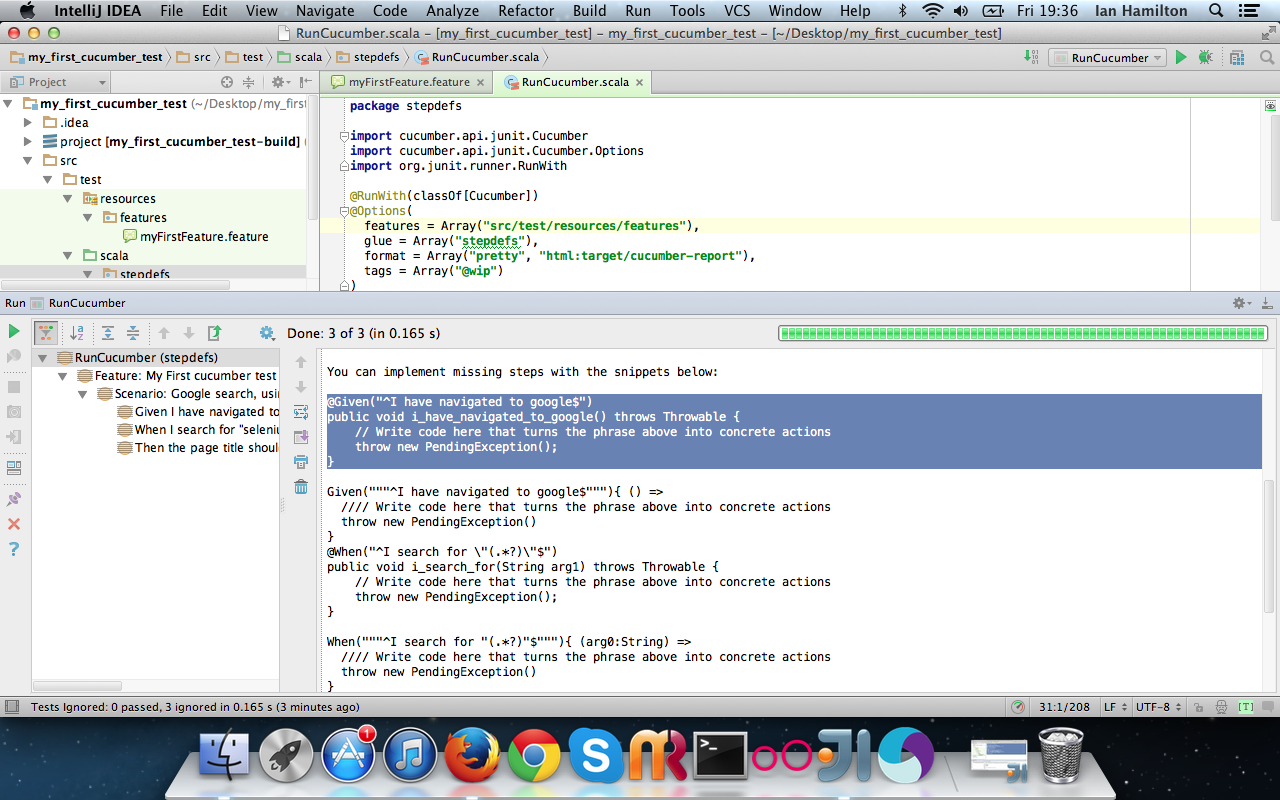 IntelliJ IDEA File Edit View Navigate Code Analyze Refactor Build Run Tools VCS Window Help Fri 19:36 Ian Hamilton
RunCucumber.scala - [my_first_cucumber_test] - my_first_cucumber_test - [~/Desktop/my_first_cucumber_test]
my_first_cucumber_test src test scala stepdefs RunCucumber.scala RunCucumber
Project myFirstFeature.feature RunCucumber.scala
my_first_cucumber_test (~/Desktop/my_first
.idea
project [my_first_cucumber_test-build]
src
test
resources
features
myFirstFeature.feature
scala
stepdefs
package stepdefs
import cucumber.api.junit.Cucumber
import cucumber.api.junit.Cucumber.Options
import org.junit.runner.RunWith
@RunWith(classOf[Cucumber])
@Options(
features = Array("src/test/resources/features"),
glue = Array("stepdefs"),
format = Array("pretty", "html:target/cucumber-report"),
tags = Array("@wip")
)
Run RunCucumber
Done: 3 of 3 (in 0.165 s)
RunCucumber (stepdefs)
Feature: My First cucumber test
Scenario: Google search, usi
Given I have navigated to
When I search for "seleniu
Then the page title shoul
You can implement missing steps with the snippets below:
@Given("^I have navigated to google$")
public void i_have_navigated_to_google() throws Throwable {
// Write code here that turns the phrase above into concrete actions
throw new PendingException();
}
Given("""^I have navigated to google$"""){ () =>
//// Write code here that turns the phrase above into concrete actions
throw new PendingException()
}
@When("^I search for \"(.*?)\"$")
public void i_search_for(String arg1) throws Throwable {
// Write code here that turns the phrase above into concrete actions
throw new PendingException();
}
When("""^I search for "(.*?)"$"""){ (arg0:String) =>
//// Write code here that turns the phrase above into concrete actions
throw new PendingException()
}
Tests Ignored: 0 passed, 3 ignored in 0.165 s (3 minutes ago) 31:1/208 LF UTF-8 [T]
1